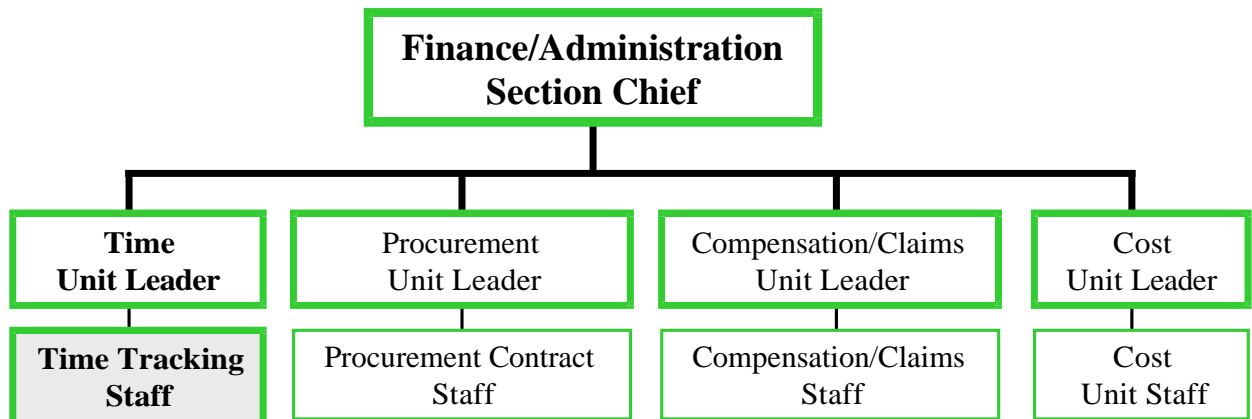 Finance/Administration
Section Chief
Time
Unit Leader
Procurement
Unit Leader
Compensation/Claims
Unit Leader
Cost
Unit Leader
Time Tracking
Staff
Procurement Contract
Staff
Compensation/Claims
Staff
Cost
Unit Staff